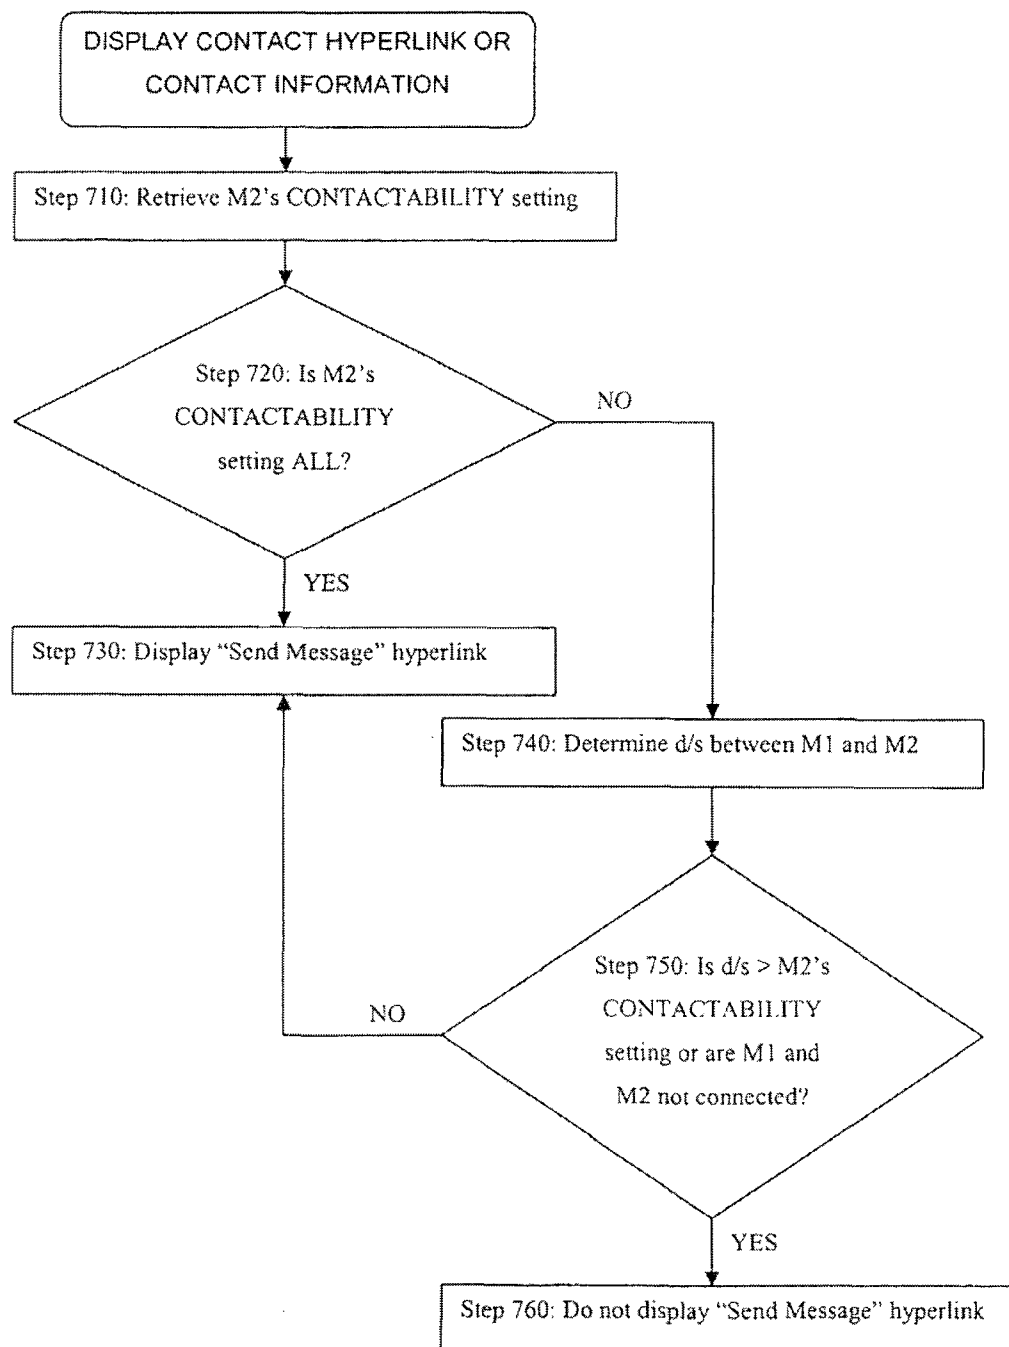 DISPLAY CONTACT HYPERLINK OR
CONTACT INFORMATION
Step 710: Retrieve M2's CONTACTABILITY setting
Step 720: Is M2's
CONTACTABILITY
setting ALL?
NO
YES
Step 730: Display “Send Message” hyperlink
Step 740: Determine d/s between M1 and M2
Step 750: Is d/s > M2's
CONTACTABILITY
setting or are M1 and
M2 not connected?
NO
YES
Step 760: Do not display “Send Message” hyperlink